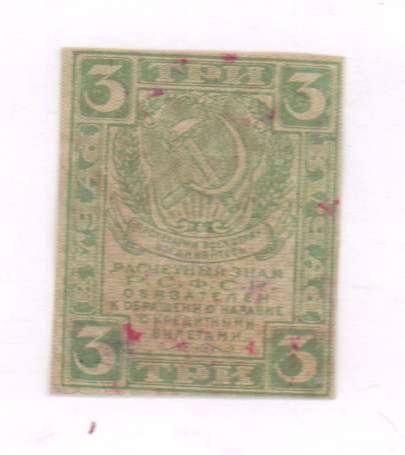 3 ТРИ 3
РАСЧЕТНЫЙ ЗНАК
Р.С.Ф.С.Р.
ОБЯЗАТЕЛЕН
К ОБРАЩЕНИЮ НАРАВНЕ
С КРЕДИТНЫМИ
БИЛЕТАМИ
3 ТРИ 3